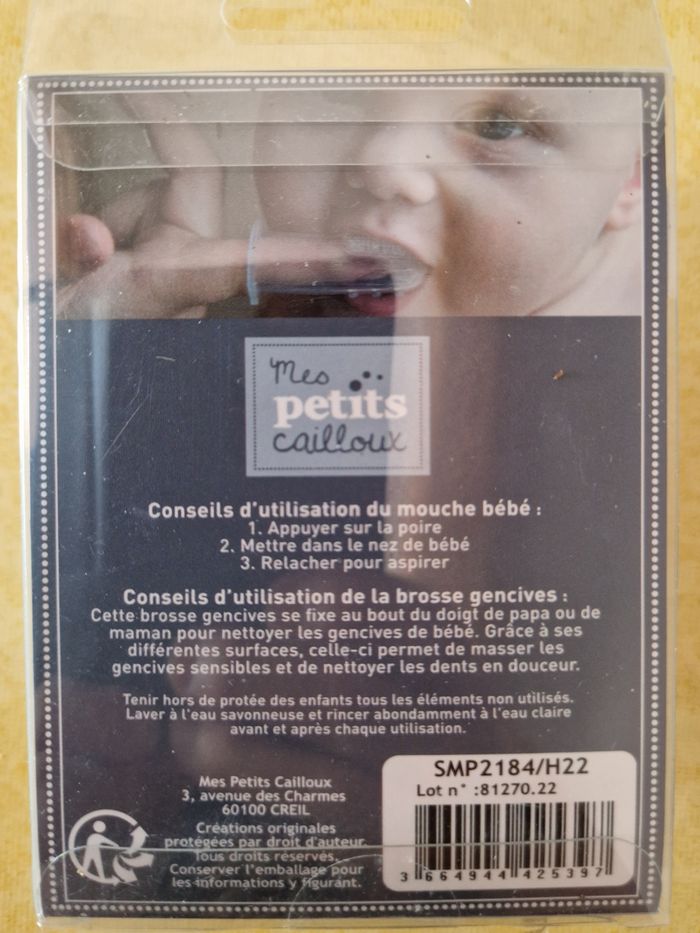 Mes
petits
cailloux
Conseils d'utilisation du mouche bébé :
1. Appuyer sur la poire
2. Mettre dans le nez de bébé
3. Relacher pour aspirer
Conseils d'utilisation de la brosse gencives :
Cette brosse gencives se fixe au bout du doigt de papa ou de
maman pour nettoyer les gencives de bébé. Grâce à ses
différentes surfaces, celle-ci permet de masser les
gencives sensibles et de nettoyer les dents en douceur.
Tenir hors de protée des enfants tous les éléments non utilisés.
Laver à l'eau savonneuse et rincer abondamment à l'eau claire
avant et après chaque utilisation.
Mes Petits Cailloux
3, avenue des Charmes
60100 CREIL
Créations originales
protégées par droit d'auteur.
Tous droits réservés.
Conserver l'emballage pour
les informations y figurant.
SMP2184/H22
Lot n° :81270.22
3 664944 425397